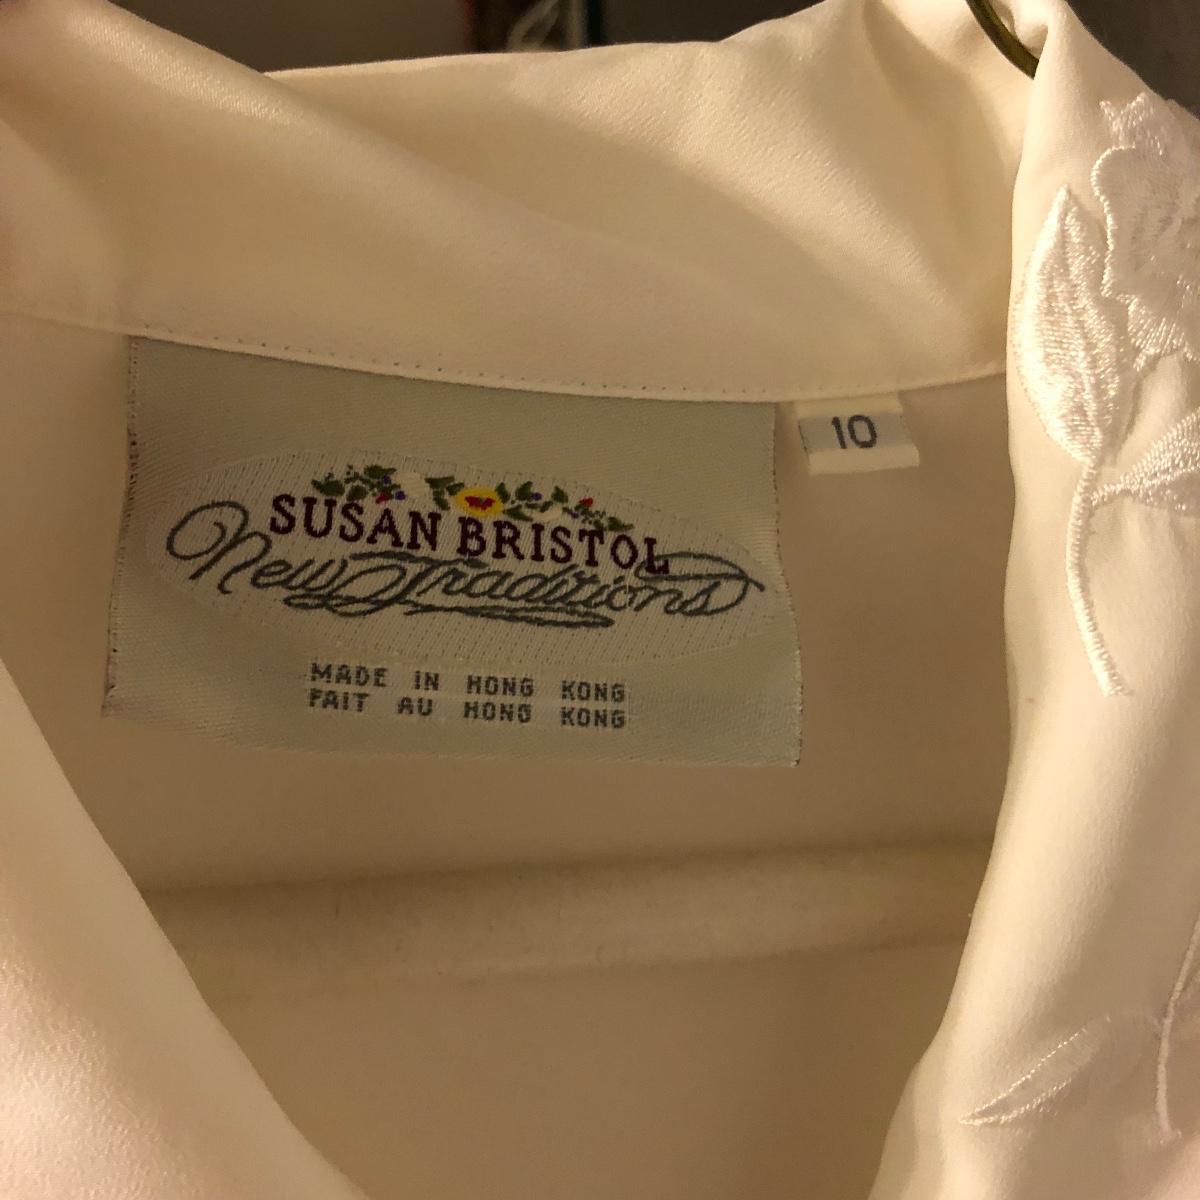 SUSAN BRISTOL
New Traditions
MADE IN HONG KONG
FAIT AU HONG KONG
10